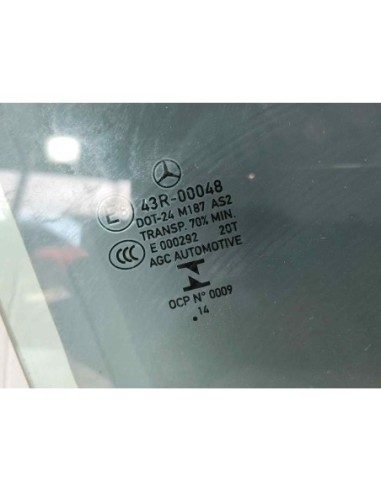 43R-00048
DOT-24 M187 AS2
TRANSP. 70% MIN.
E 000292 20T
AGC AUTOMOTIVE
OCP N° 0009
.14